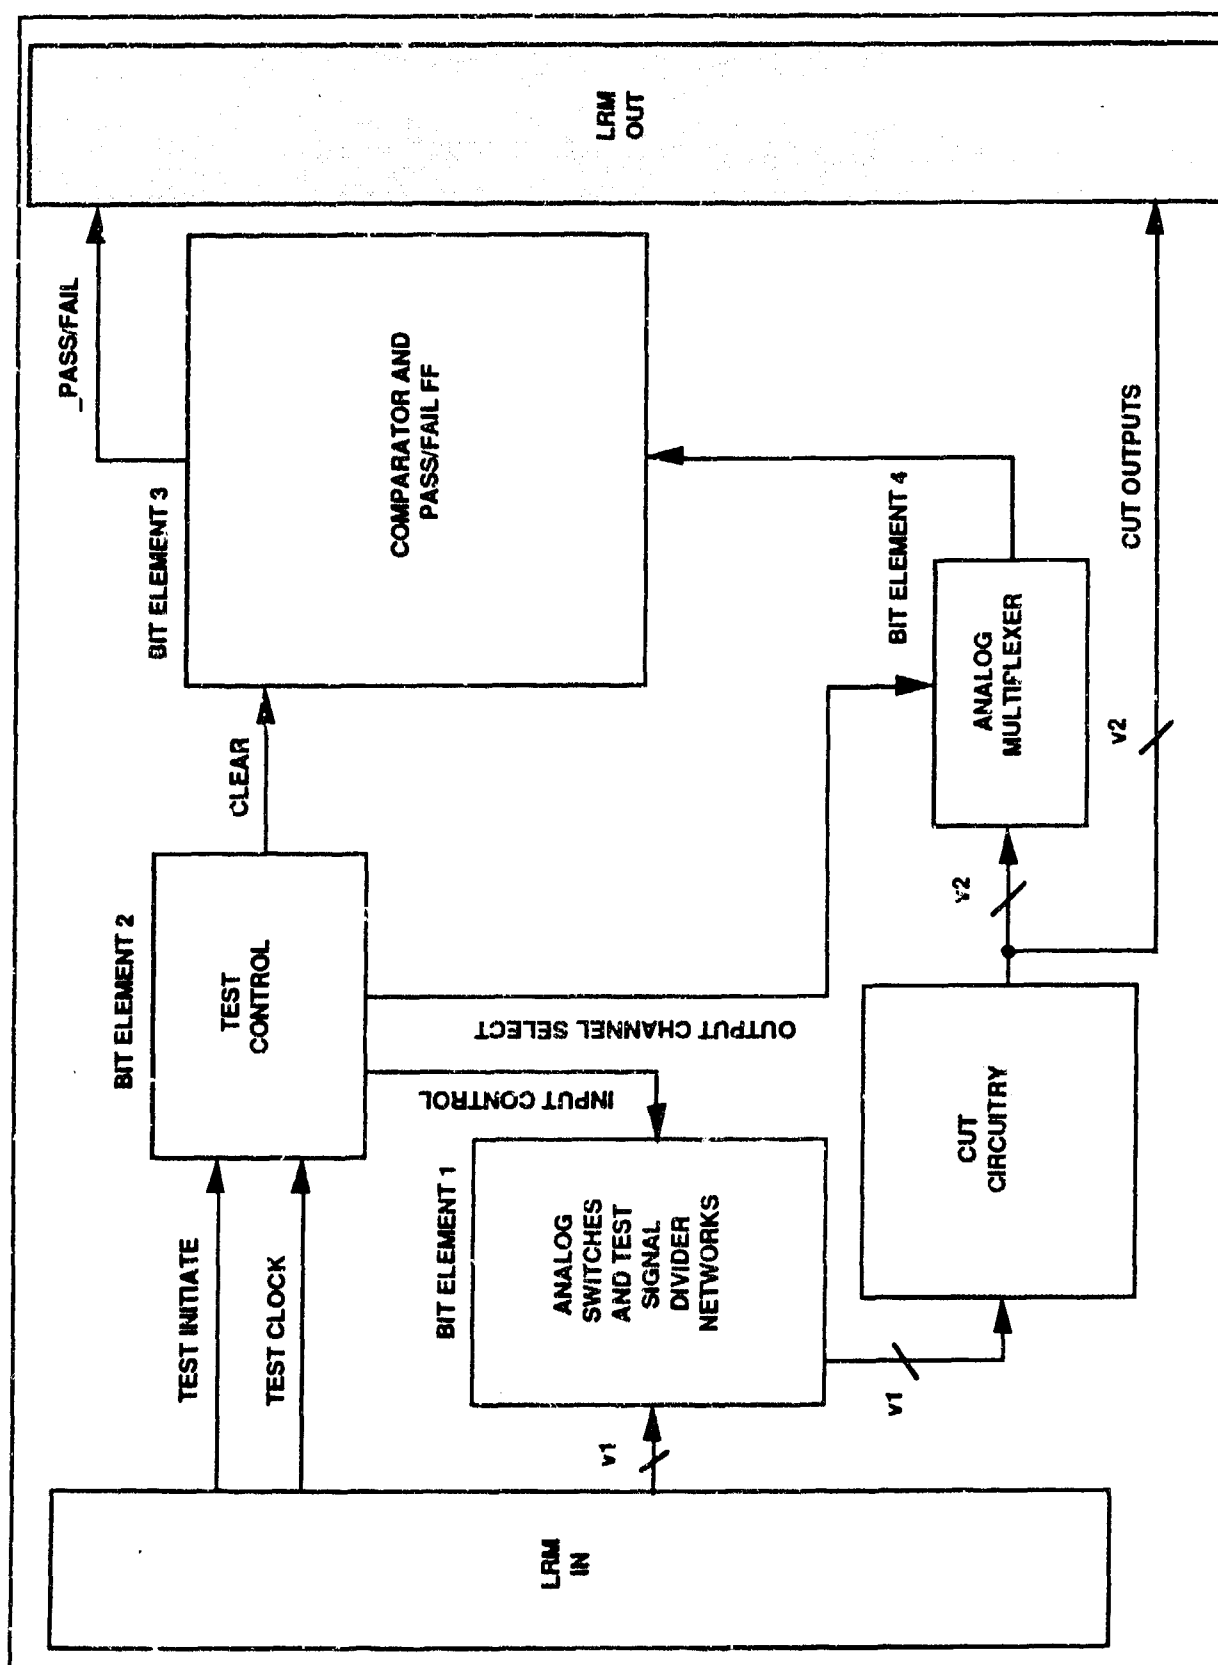 LRM
IN
TEST INITIATE
TEST CLOCK
v1
BIT ELEMENT 1
ANALOG
SWITCHES
AND TEST
SIGNAL
DIVIDER
NETWORKS
v1
BIT ELEMENT 2
TEST
CONTROL
INPUT CONTROL
OUTPUT CHANNEL SELECT
CUT
CIRCUITRY
CLEAR
v2
v2
BIT ELEMENT 3
COMPARATOR AND
PASS/FAIL FF
BIT ELEMENT 4
ANALOG
MULTIPLEXER
_PASS/FAIL
CUT OUTPUTS
LRM
OUT